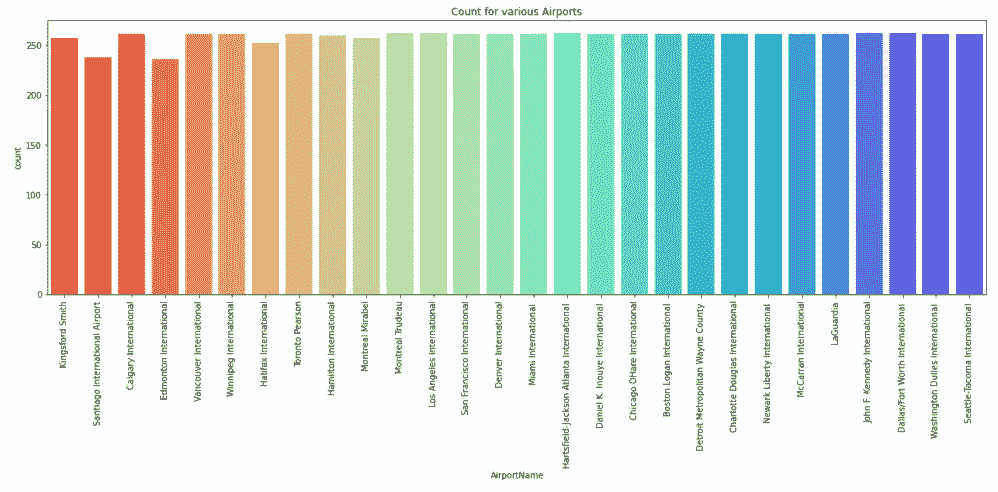 Count for various Airports
count
250
200
150
100
50
0
Kingsford Smith
Santiago International Airport
Calgary International
Edmonton International
Vancouver International
Winnipeg International
Halifax International
Toronto Pearson
Hamilton International
Montreal Mirabel
Montreal Trudeau
Los Angeles International
San Francisco International
Denver International
Miami International
Hartsfield-Jackson Atlanta International
Daniel K. Inouye International
Chicago OHare International
Boston Logan International
Detroit Metropolitan Wayne County
Charlotte Douglas International
Newark Liberty International
McCarran International
LaGuardia
John F. Kennedy International
Dallas/Fort Worth International
Washington Dulles International
Seattle-Tacoma International
AirportName